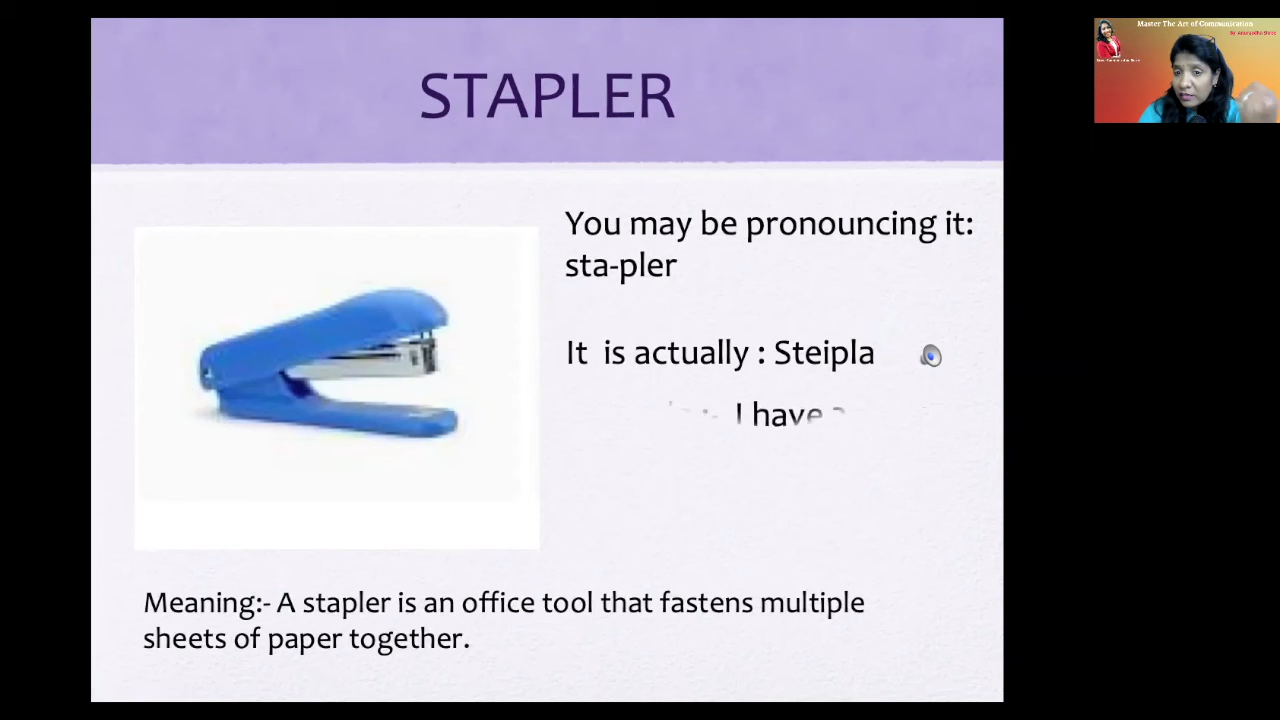 STAPLER
You may be pronouncing it:
sta-pler
It is actually : Steipla
I have
Meaning:- A stapler is an office tool that fastens multiple
sheets of paper together.
Master The Art of Communication